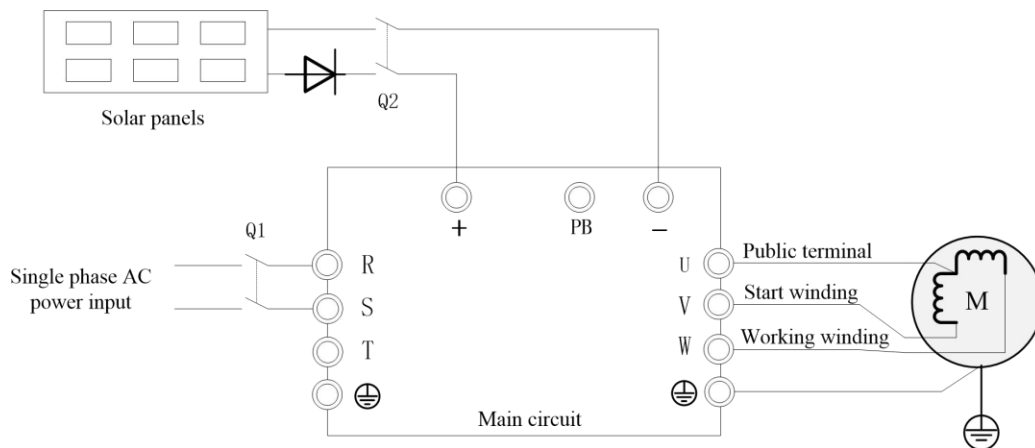 Solar panels
Q2
+
PB
−
Q1
Single phase AC
power input
R
S
T
U
V
W
Public terminal
Start winding
Working winding
M
Main circuit